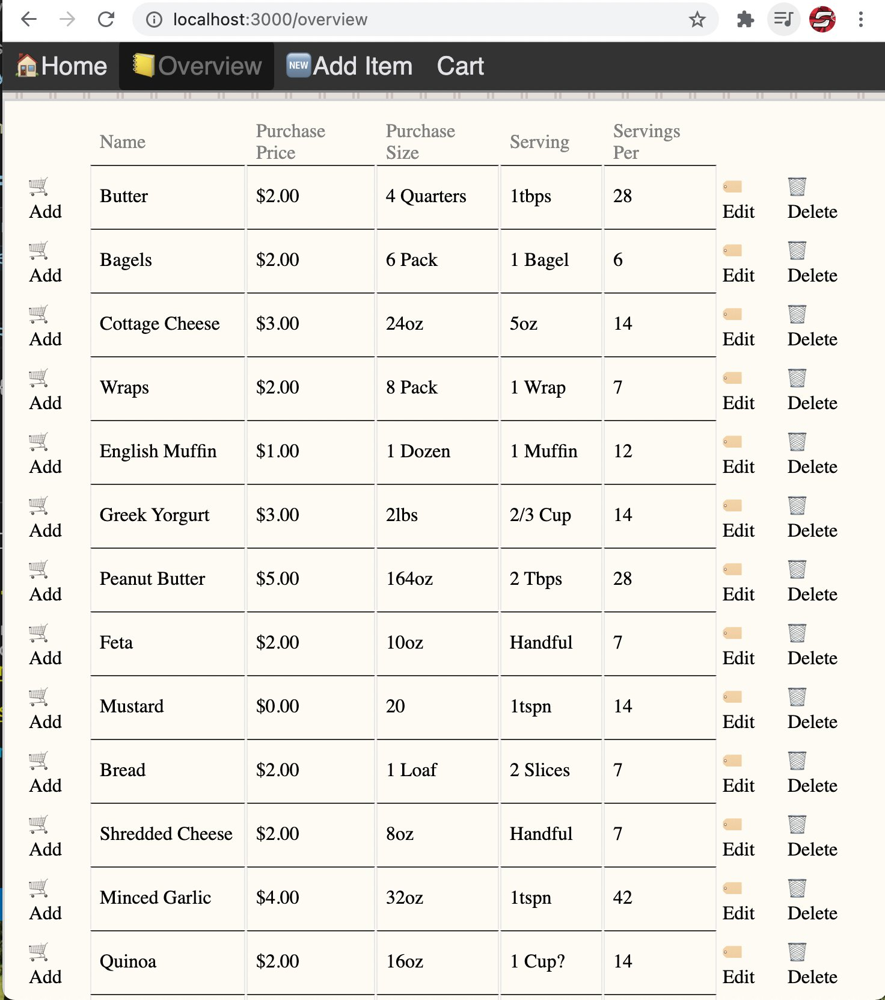 localhost:3000/overview
Home Overview NEW Add Item Cart
Name Purchase Price Purchase Size Serving Servings Per
Add Butter $2.00 4 Quarters 1tbps 28 Edit Delete
Add Bagels $2.00 6 Pack 1 Bagel 6 Edit Delete
Add Cottage Cheese $3.00 24oz 5oz 14 Edit Delete
Add Wraps $2.00 8 Pack 1 Wrap 7 Edit Delete
Add English Muffin $1.00 1 Dozen 1 Muffin 12 Edit Delete
Add Greek Yorgurt $3.00 2lbs 2/3 Cup 14 Edit Delete
Add Peanut Butter $5.00 164oz 2 Tbps 28 Edit Delete
Add Feta $2.00 10oz Handful 7 Edit Delete
Add Mustard $0.00 20 1tspn 14 Edit Delete
Add Bread $2.00 1 Loaf 2 Slices 7 Edit Delete
Add Shredded Cheese $2.00 8oz Handful 7 Edit Delete
Add Minced Garlic $4.00 32oz 1tspn 42 Edit Delete
Add Quinoa $2.00 16oz 1 Cup? 14 Edit Delete